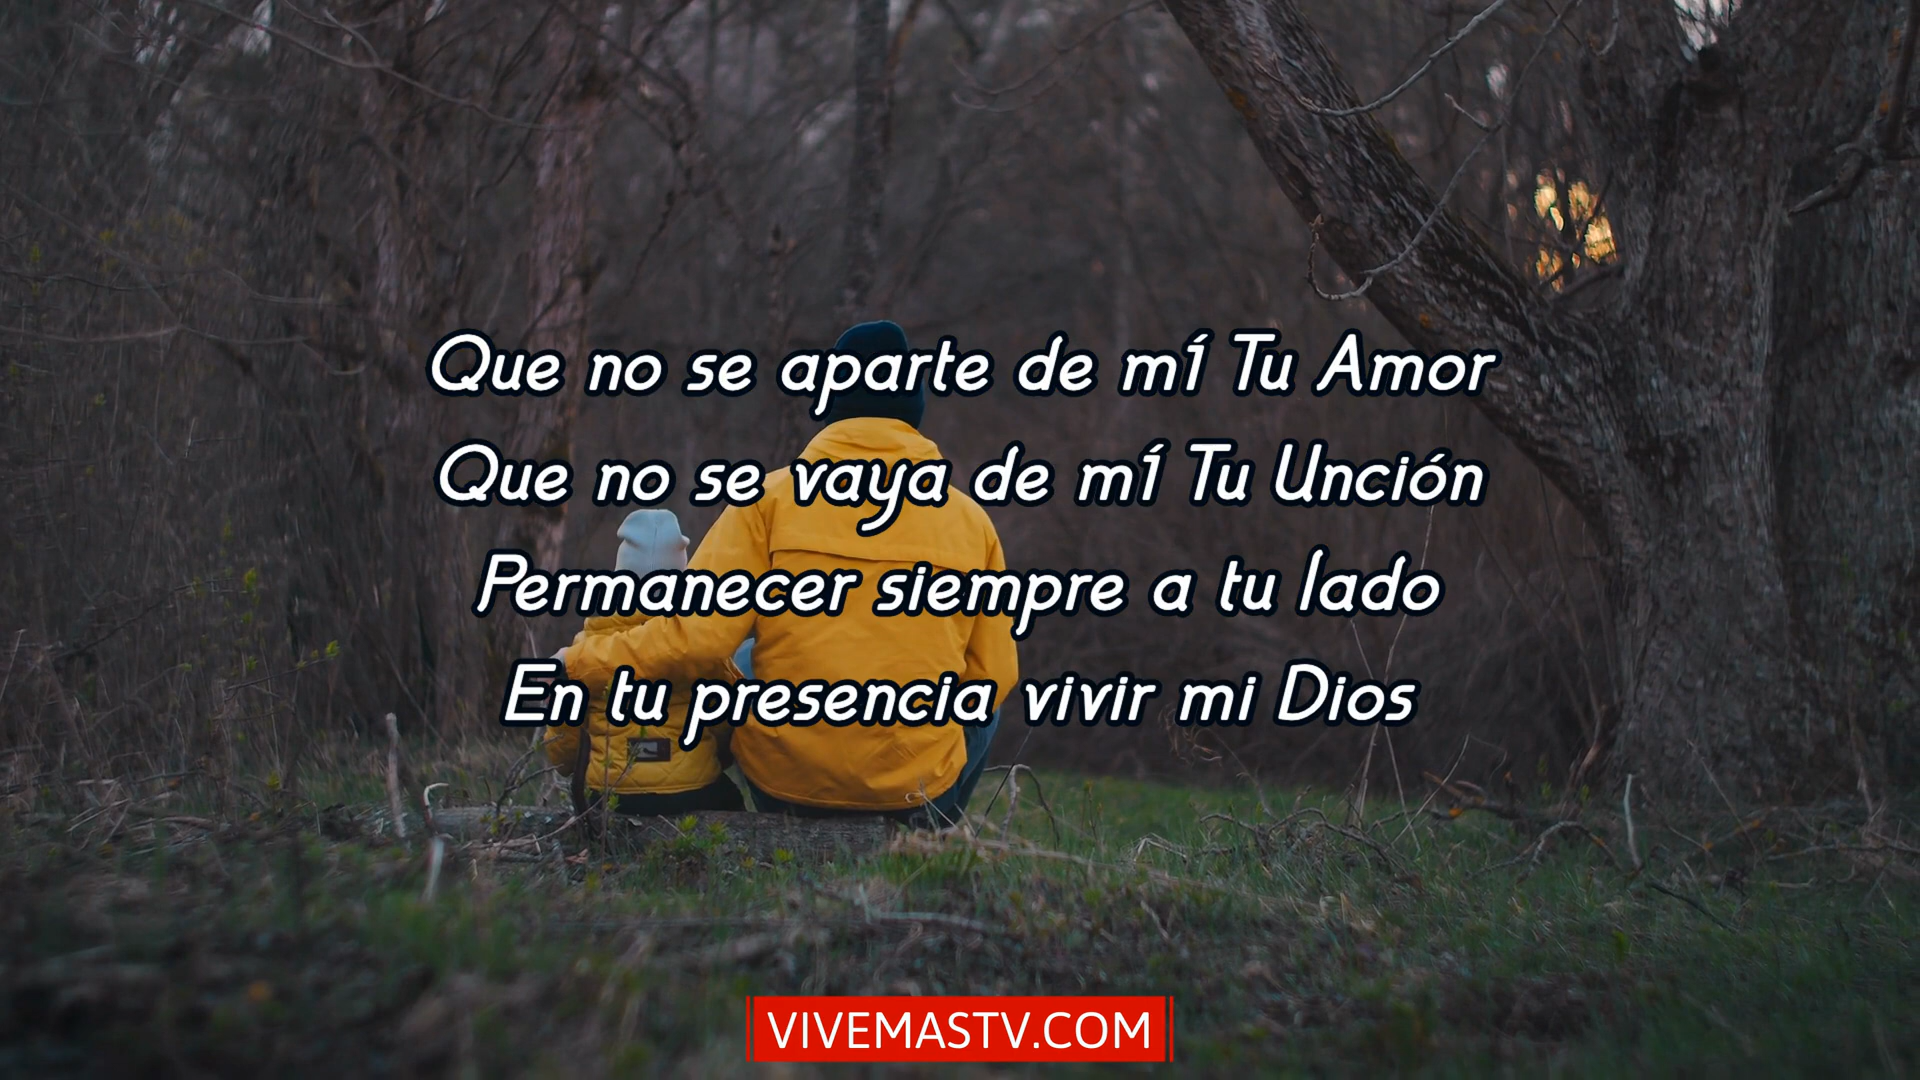 Que no se aparte de mí Tu Amor
Que no se vaya de mí Tu Unción
Permanecer siempre a tu lado
En tu presencia vivir mi Dios
VIVEMASTV.COM